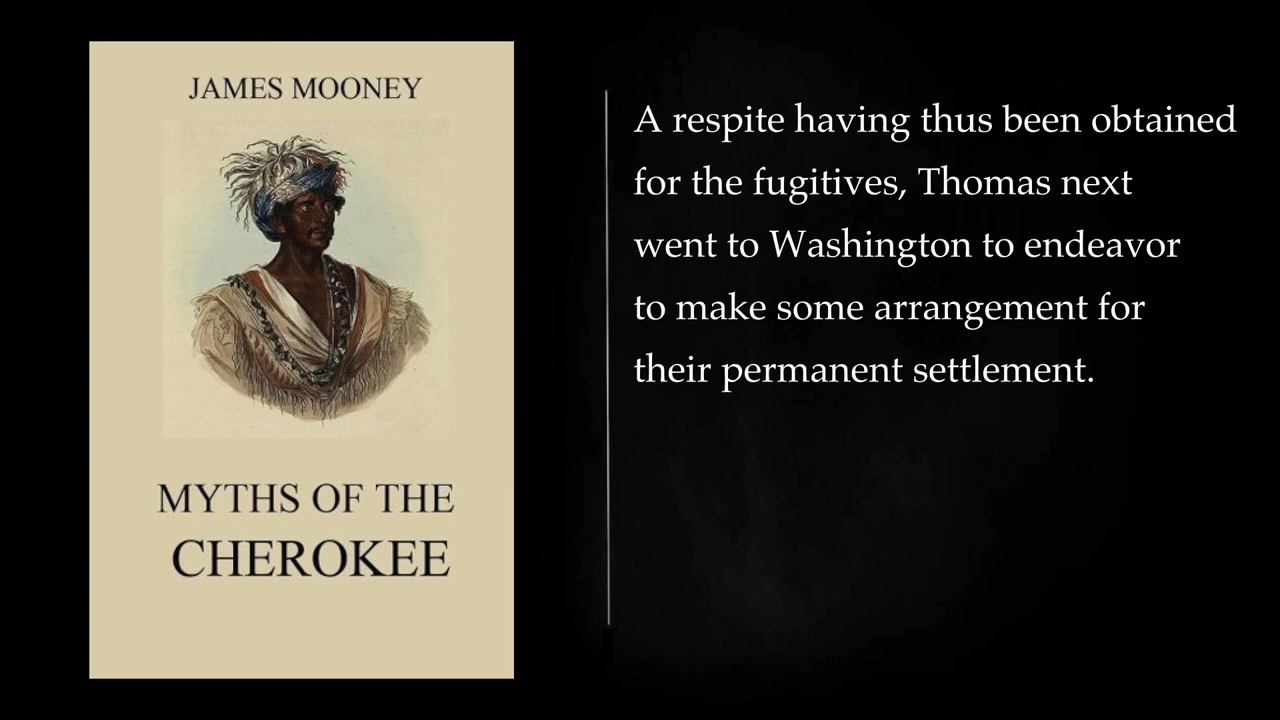 JAMES MOONEY
MYTHS OF THE
CHEROKEE
A respite having thus been obtained
for the fugitives, Thomas next
went to Washington to endeavor
to make some arrangement for
their permanent settlement.